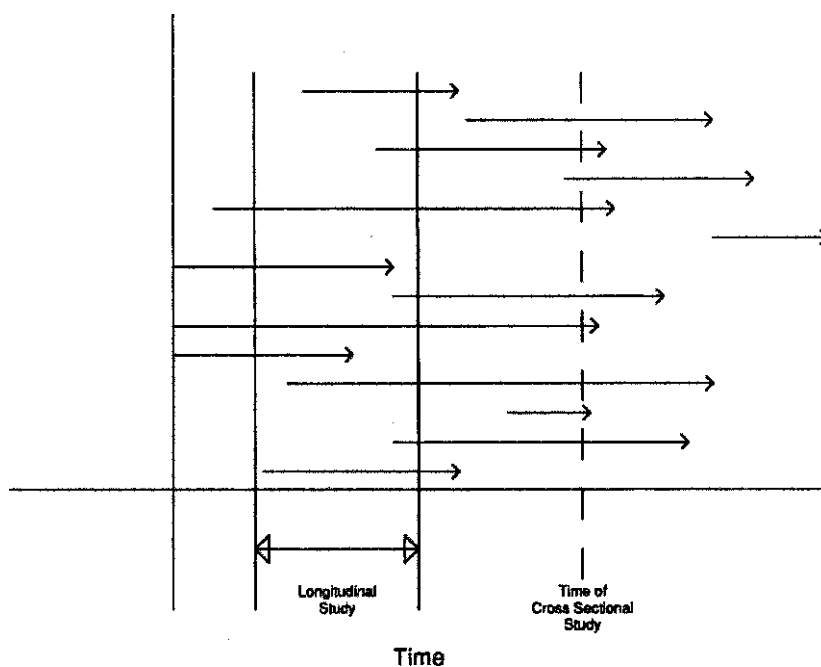 Longitudinal
Study
Time of
Cross Sectional
Study
Time